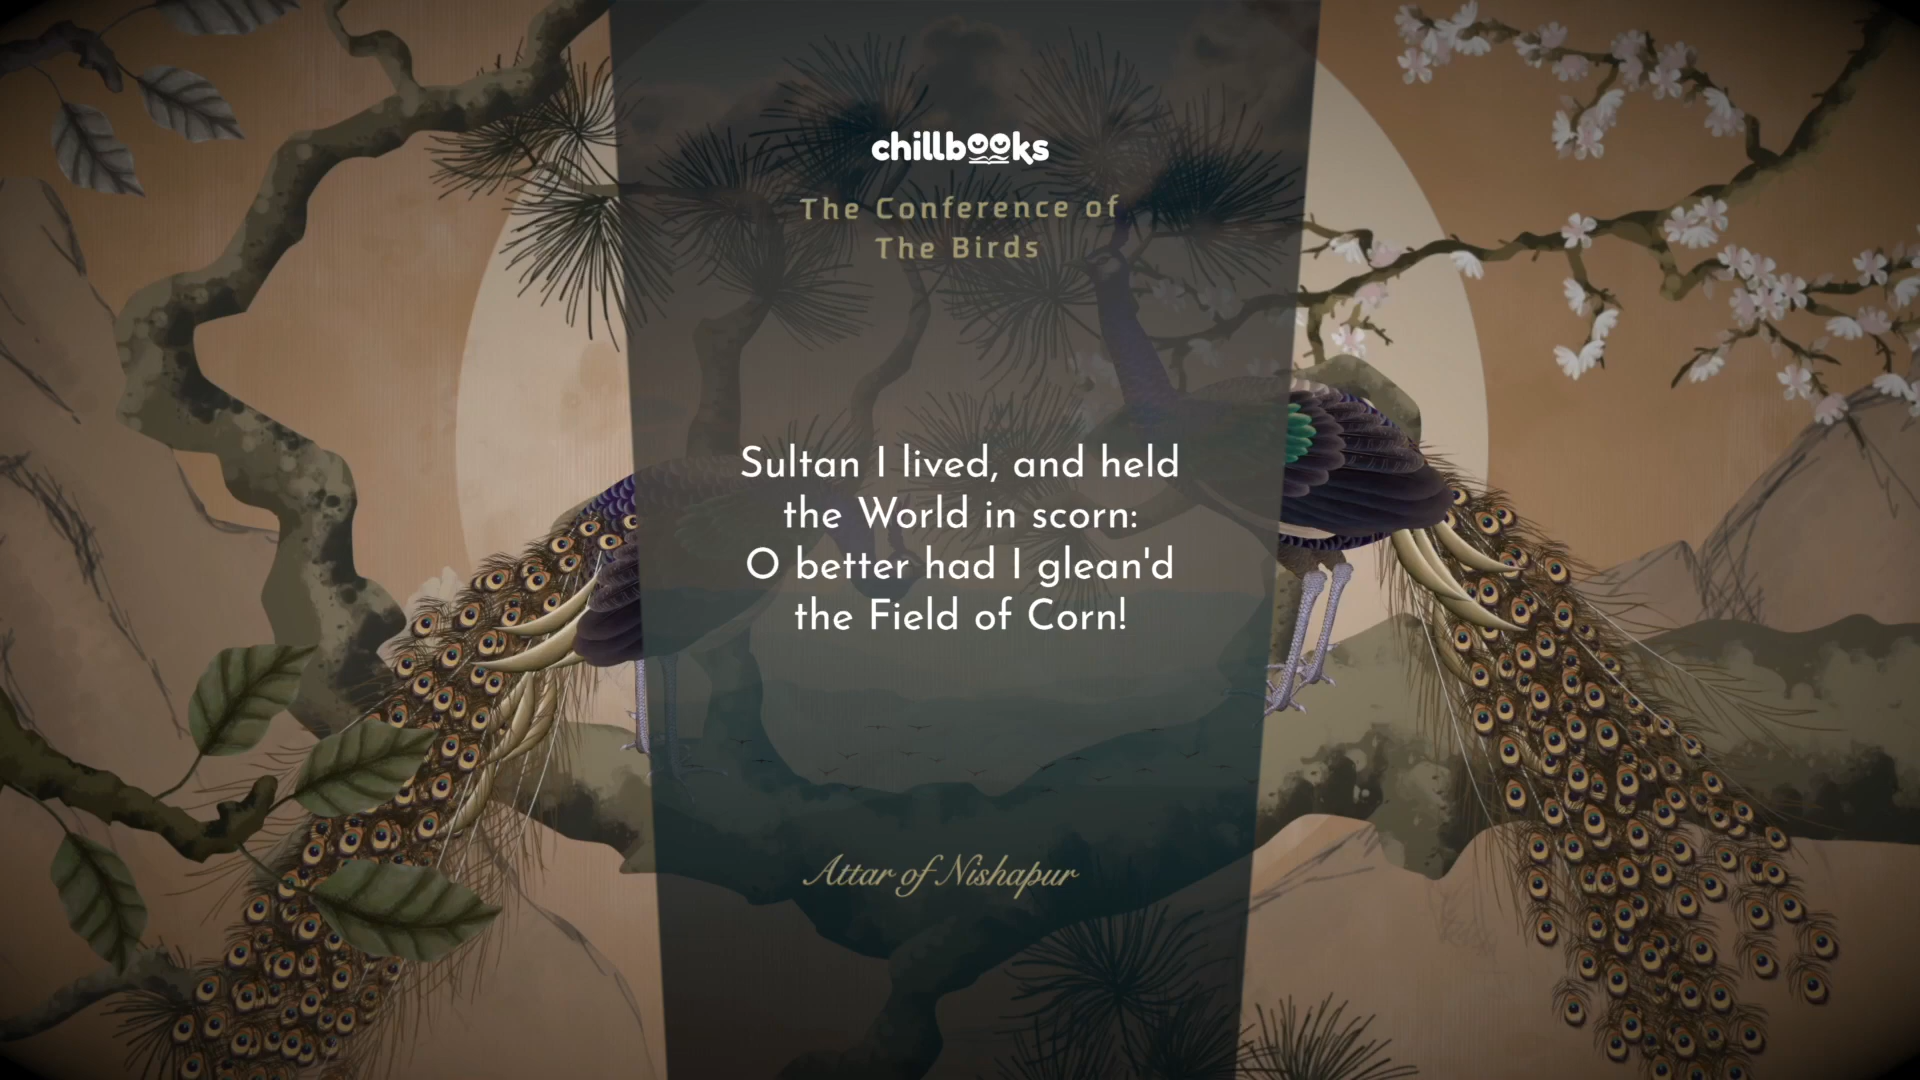 chillbooks
The Conference of
The Birds
Sultan I lived, and held
the World in scorn:
O better had I glean'd
the Field of Corn!
Attar of Nishapur